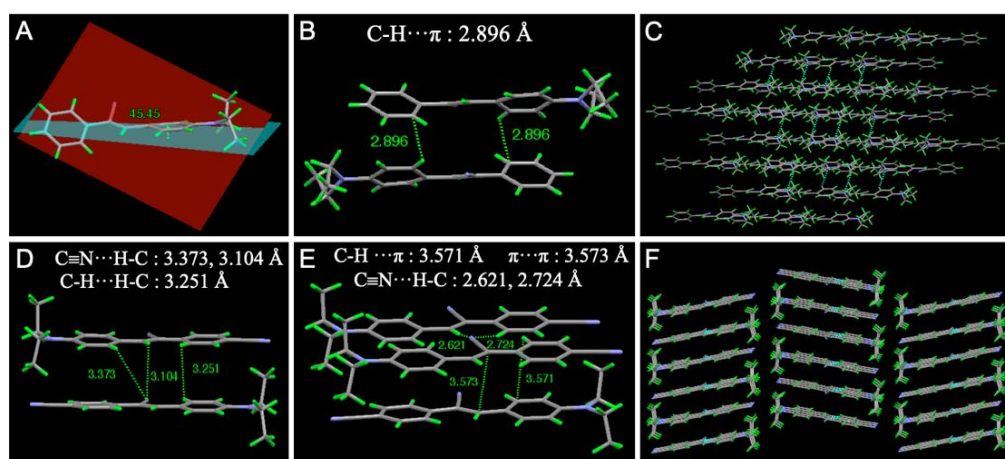 A
45.45
B
C-H···π : 2.896 Å
2.896
2.896
C
D
C≡N···H-C : 3.373, 3.104 Å
C-H···H-C : 3.251 Å
3.373
3.104
3.251
E
C-H ···π : 3.571 Å π···π : 3.573 Å
C≡N···H-C : 2.621, 2.724 Å
2.621
2.724
3.573
3.571
F